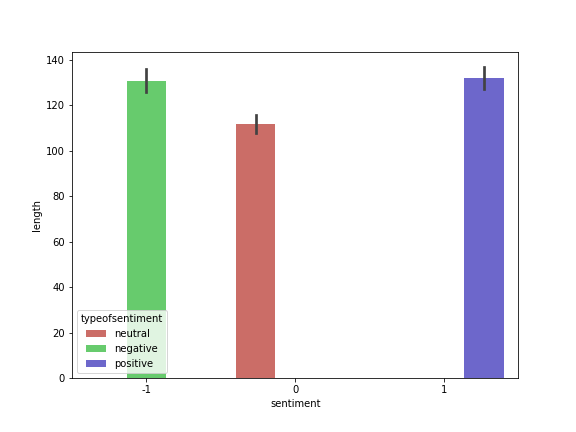 140
120
100
80
60
40
20
0
length
typeofsentiment
neutral
negative
positive
-1
0
1
sentiment